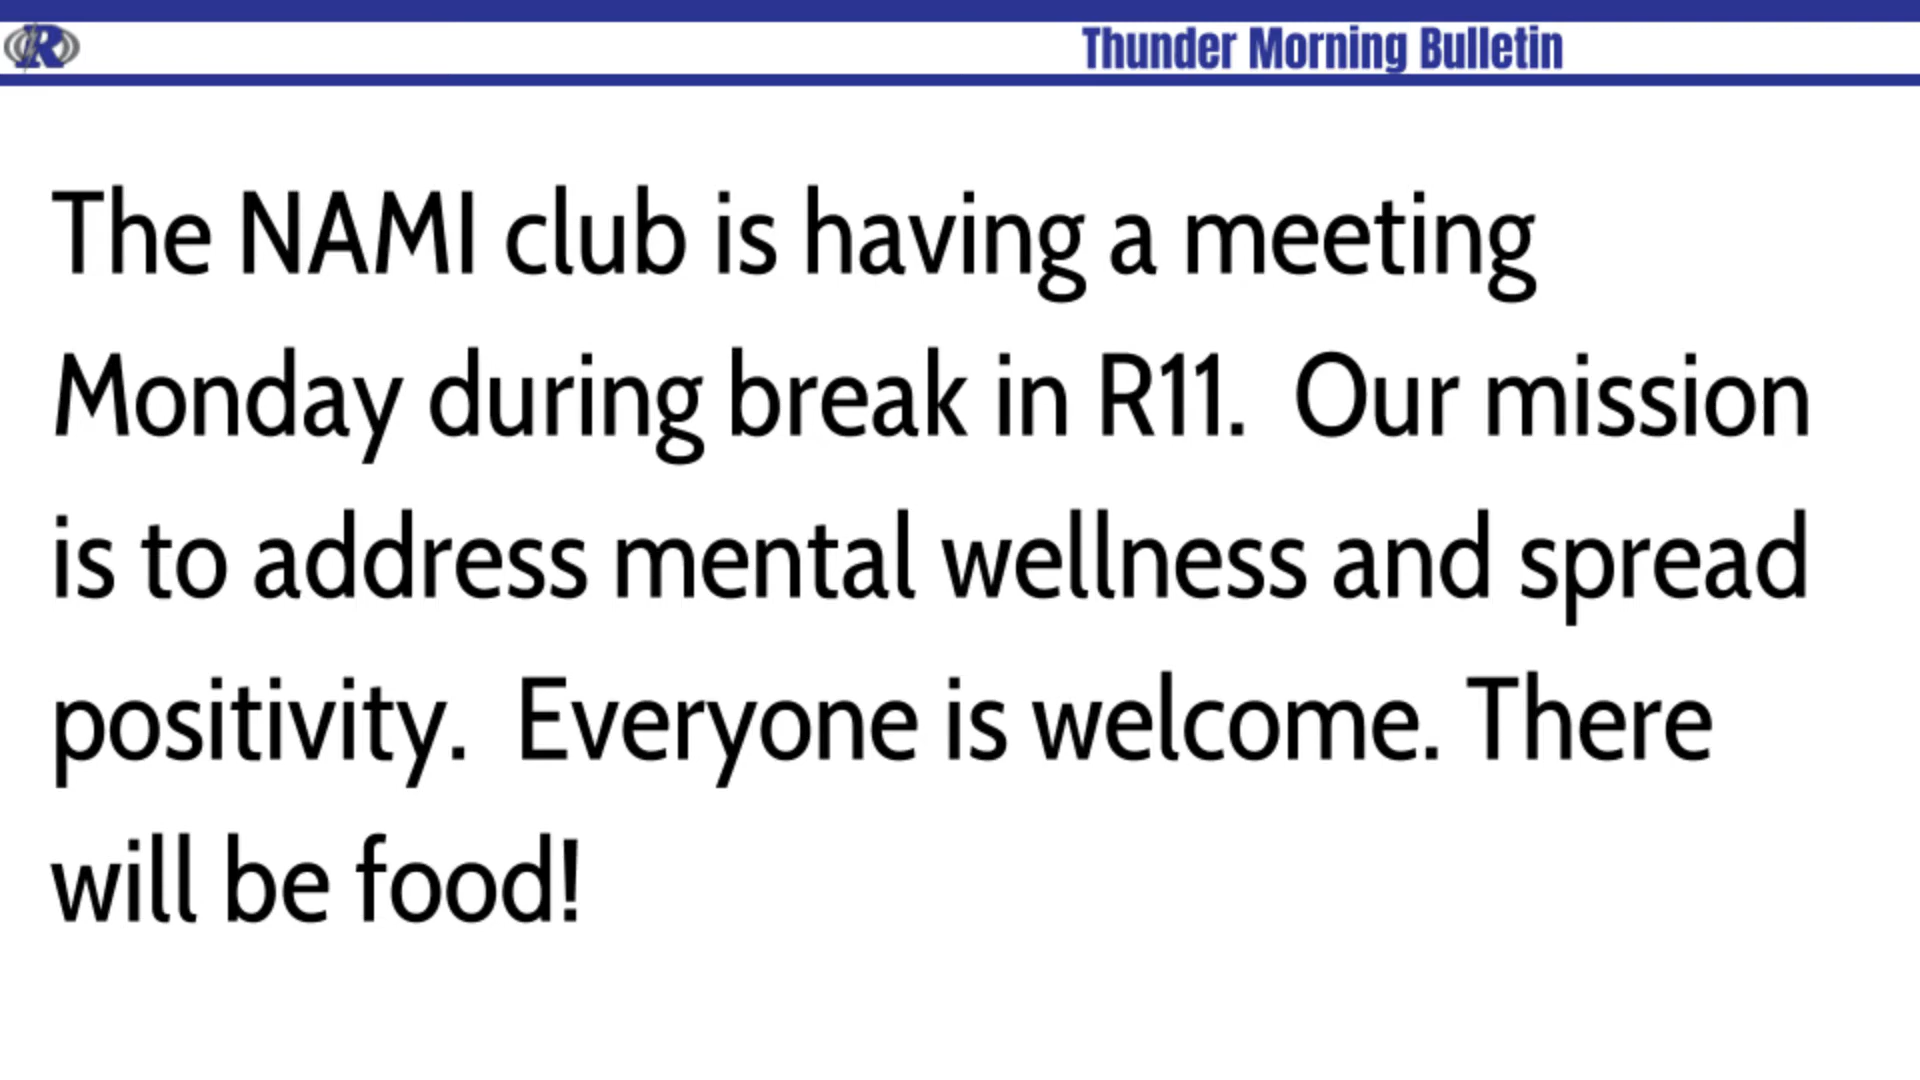 R
Thunder Morning Bulletin
The NAMI club is having a meeting
Monday during break in R11.  Our mission
is to address mental wellness and spread
positivity.  Everyone is welcome. There
will be food!